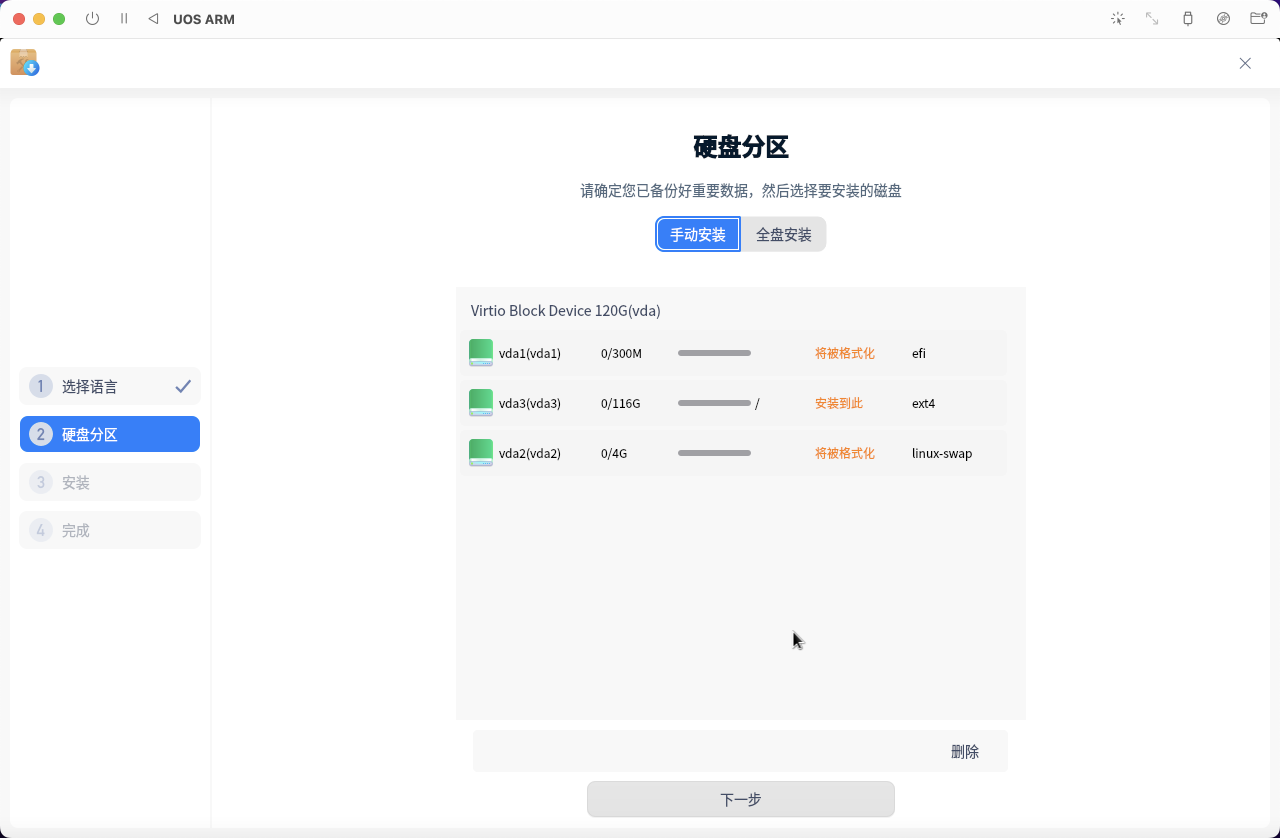 UOS ARM
硬盘分区
请确定您已备份好重要数据，然后选择要安装的磁盘
手动安装 全盘安装
Virtio Block Device 120G(vda)
vda1(vda1) 0/300M 将被格式化 efi
vda3(vda3) 0/116G / 安装到此 ext4
vda2(vda2) 0/4G 将被格式化 linux-swap
1 选择语言
2 硬盘分区
3 安装
4 完成
删除
下一步